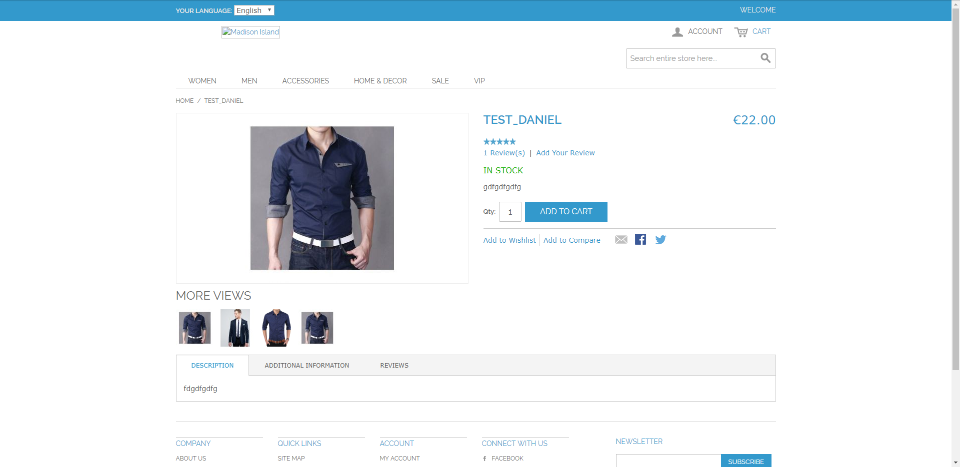 YOUR LANGUAGE: English
WELCOME
Madison Island
ACCOUNT CART
Search entire store here...
WOMEN MEN ACCESSORIES HOME & DECOR SALE VIP
HOME / TEST_DANIEL
TEST_DANIEL €22.00
1 Review(s) | Add Your Review
IN STOCK
gdfgdfgdfg
Qty: 1 ADD TO CART
Add to Wishlist Add to Compare
MORE VIEWS
DESCRIPTION ADDITIONAL INFORMATION REVIEWS
fdgdfgdfg
COMPANY QUICK LINKS ACCOUNT CONNECT WITH US NEWSLETTER
ABOUT US SITE MAP MY ACCOUNT FACEBOOK
SUBSCRIBE